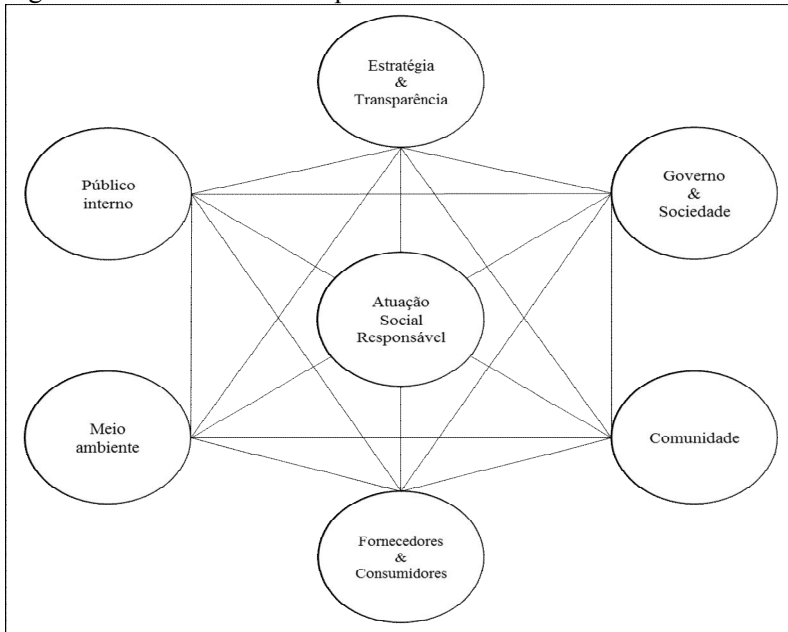 Estratégia
&
Transparência
Público
interno
Governo
&
Sociedade
Atuação
Social
Responsável
Meio
ambiente
Comunidade
Fornecedores
&
Consumidores